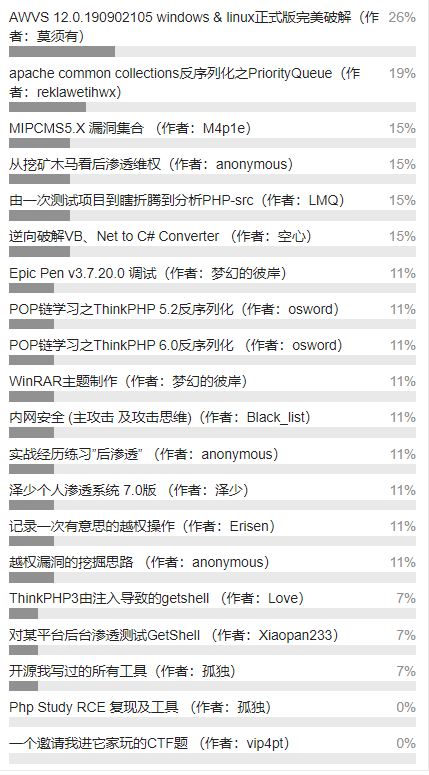 AWVS 12.0.190902105 windows & linux正式版完美破解（作 26%
者：莫须有）
apache common collections反序列化之PriorityQueue（作 19%
者：reklawetihwx）
MIPCMS5.X 漏洞集合 （作者：M4p1e） 15%
从挖矿木马看后渗透维权（作者：anonymous） 15%
由一次测试项目到瞎折腾到分析PHP-src（作者：LMQ） 15%
逆向破解VB、Net to C# Converter （作者：空心） 15%
Epic Pen v3.7.20.0 调试（作者：梦幻的彼岸） 11%
POP链学习之ThinkPHP 5.2反序列化（作者：osword） 11%
POP链学习之ThinkPHP 6.0反序列化 （作者：osword） 11%
WinRAR主题制作（作者：梦幻的彼岸） 11%
内网安全 (主攻击 及攻击思维)（作者：Black_list） 11%
实战经历练习"后渗透" （作者：anonymous） 11%
泽少个人渗透系统 7.0版 （作者：泽少） 11%
记录一次有意思的越权操作（作者：Erisen） 11%
越权漏洞的挖掘思路 （作者：anonymous） 11%
ThinkPHP3由注入导致的getshell （作者：Love） 7%
对某平台后台渗透测试GetShell （作者：Xiaopan233） 7%
开源我写过的所有工具（作者：孤独） 7%
Php Study RCE 复现及工具 （作者：孤独） 0%
一个邀请我进它家玩的CTF题 （作者：vip4pt） 0%